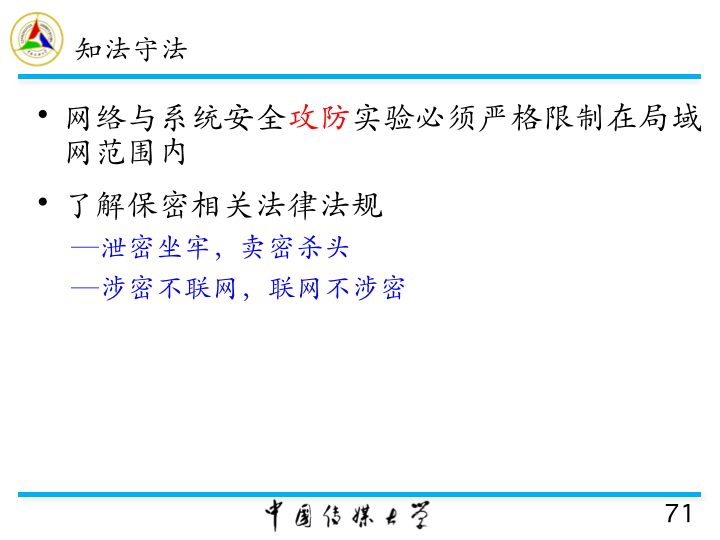 知法守法
• 网络与系统安全攻防实验必须严格限制在局域
网范围内
• 了解保密相关法律法规
—泄密坐牢，卖密杀头
—涉密不联网，联网不涉密
中国传媒大学
71